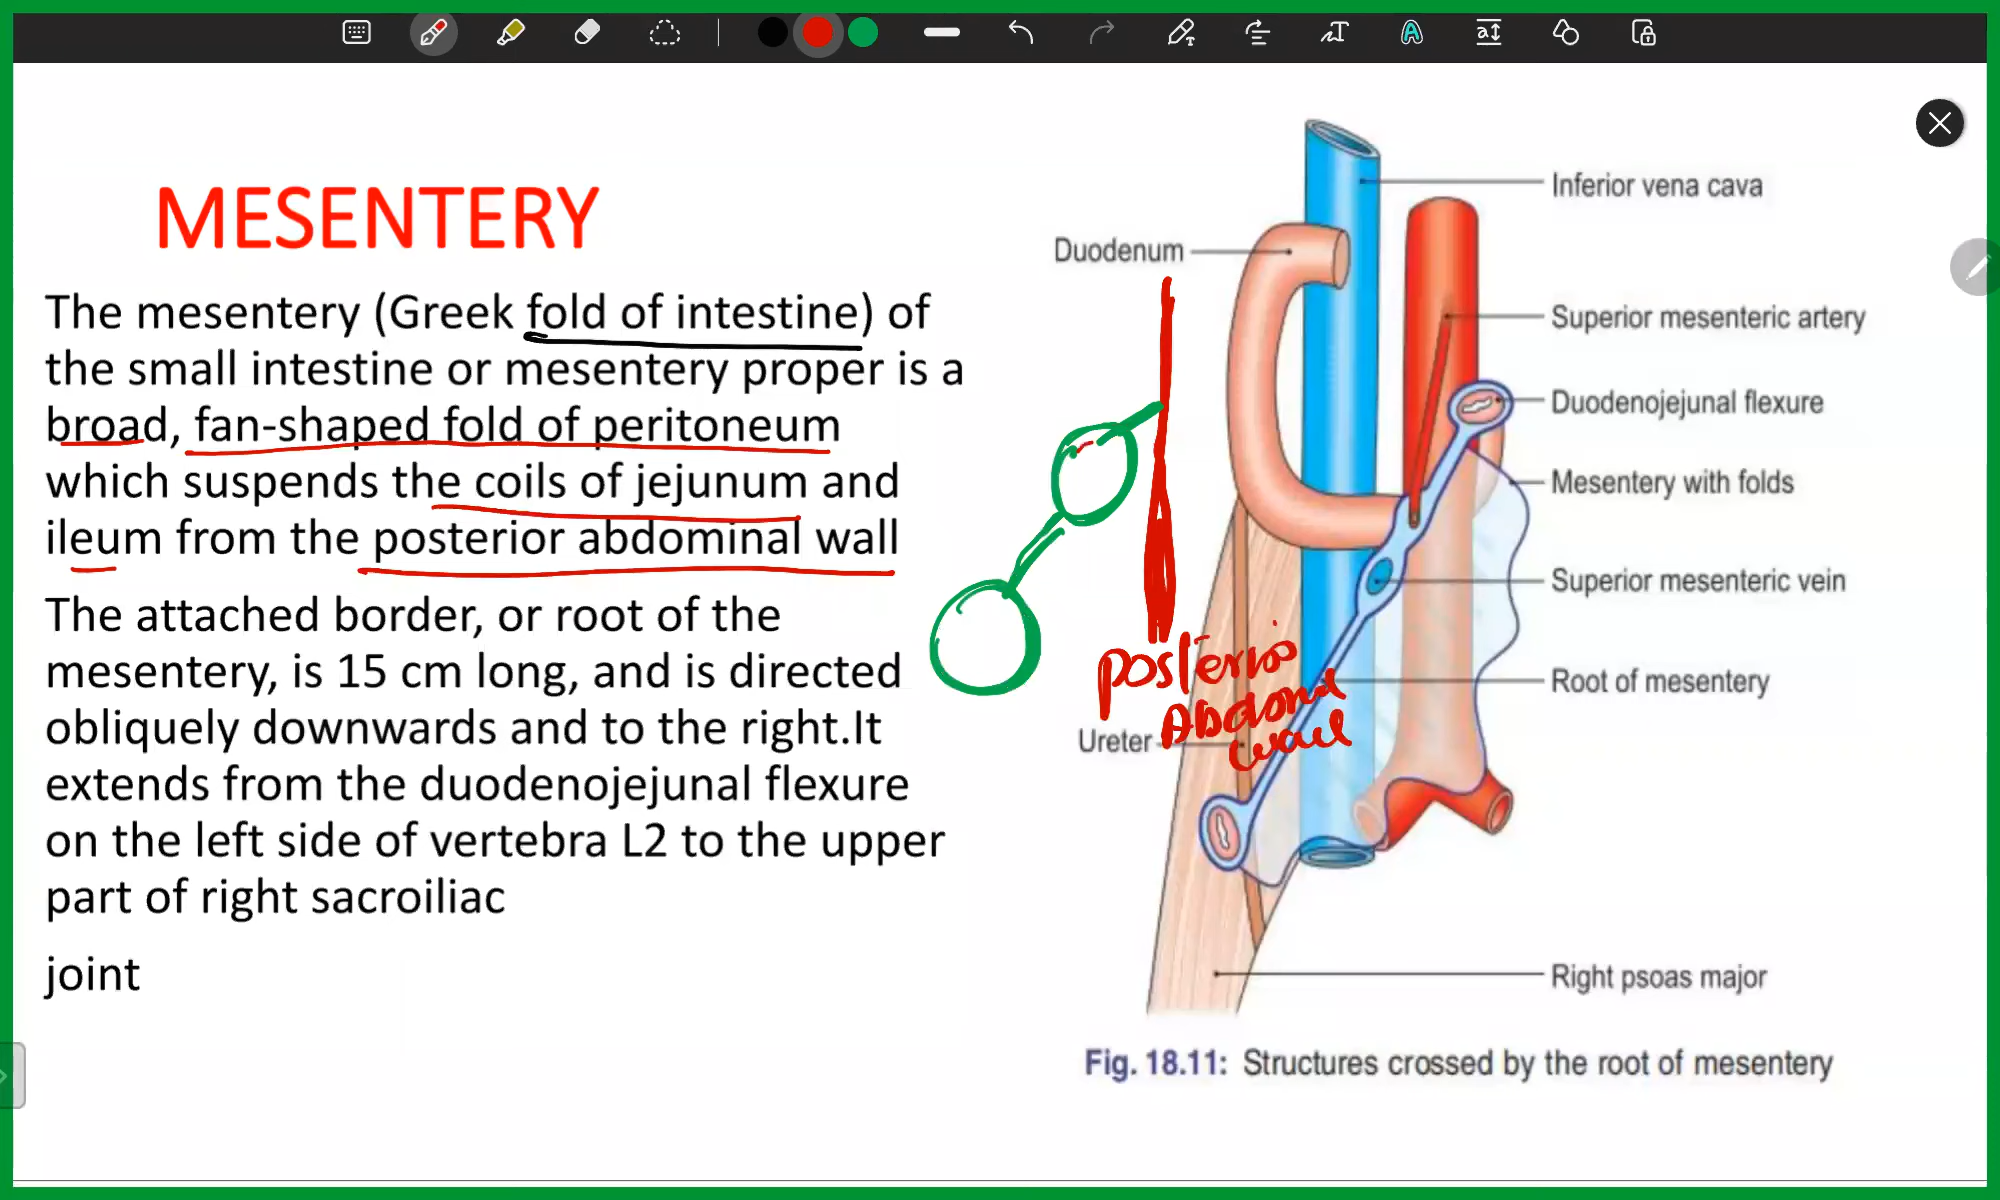 MESENTERY
The mesentery (Greek fold of intestine) of
the small intestine or mesentery proper is a
broad, fan-shaped fold of peritoneum
which suspends the coils of jejunum and
ileum from the posterior abdominal wall
The attached border, or root of the
mesentery, is 15 cm long, and is directed
obliquely downwards and to the right.It
extends from the duodenojejunal flexure
on the left side of vertebra L2 to the upper
part of right sacroiliac
joint
Inferior vena cava
Duodenum
Superior mesenteric artery
Duodenojejunal flexure
Mesentery with folds
Superior mesenteric vein
Root of mesentery
Ureter
Right psoas major
posterio
Abdomd
wall
Fig. 18.11: Structures crossed by the root of mesentery